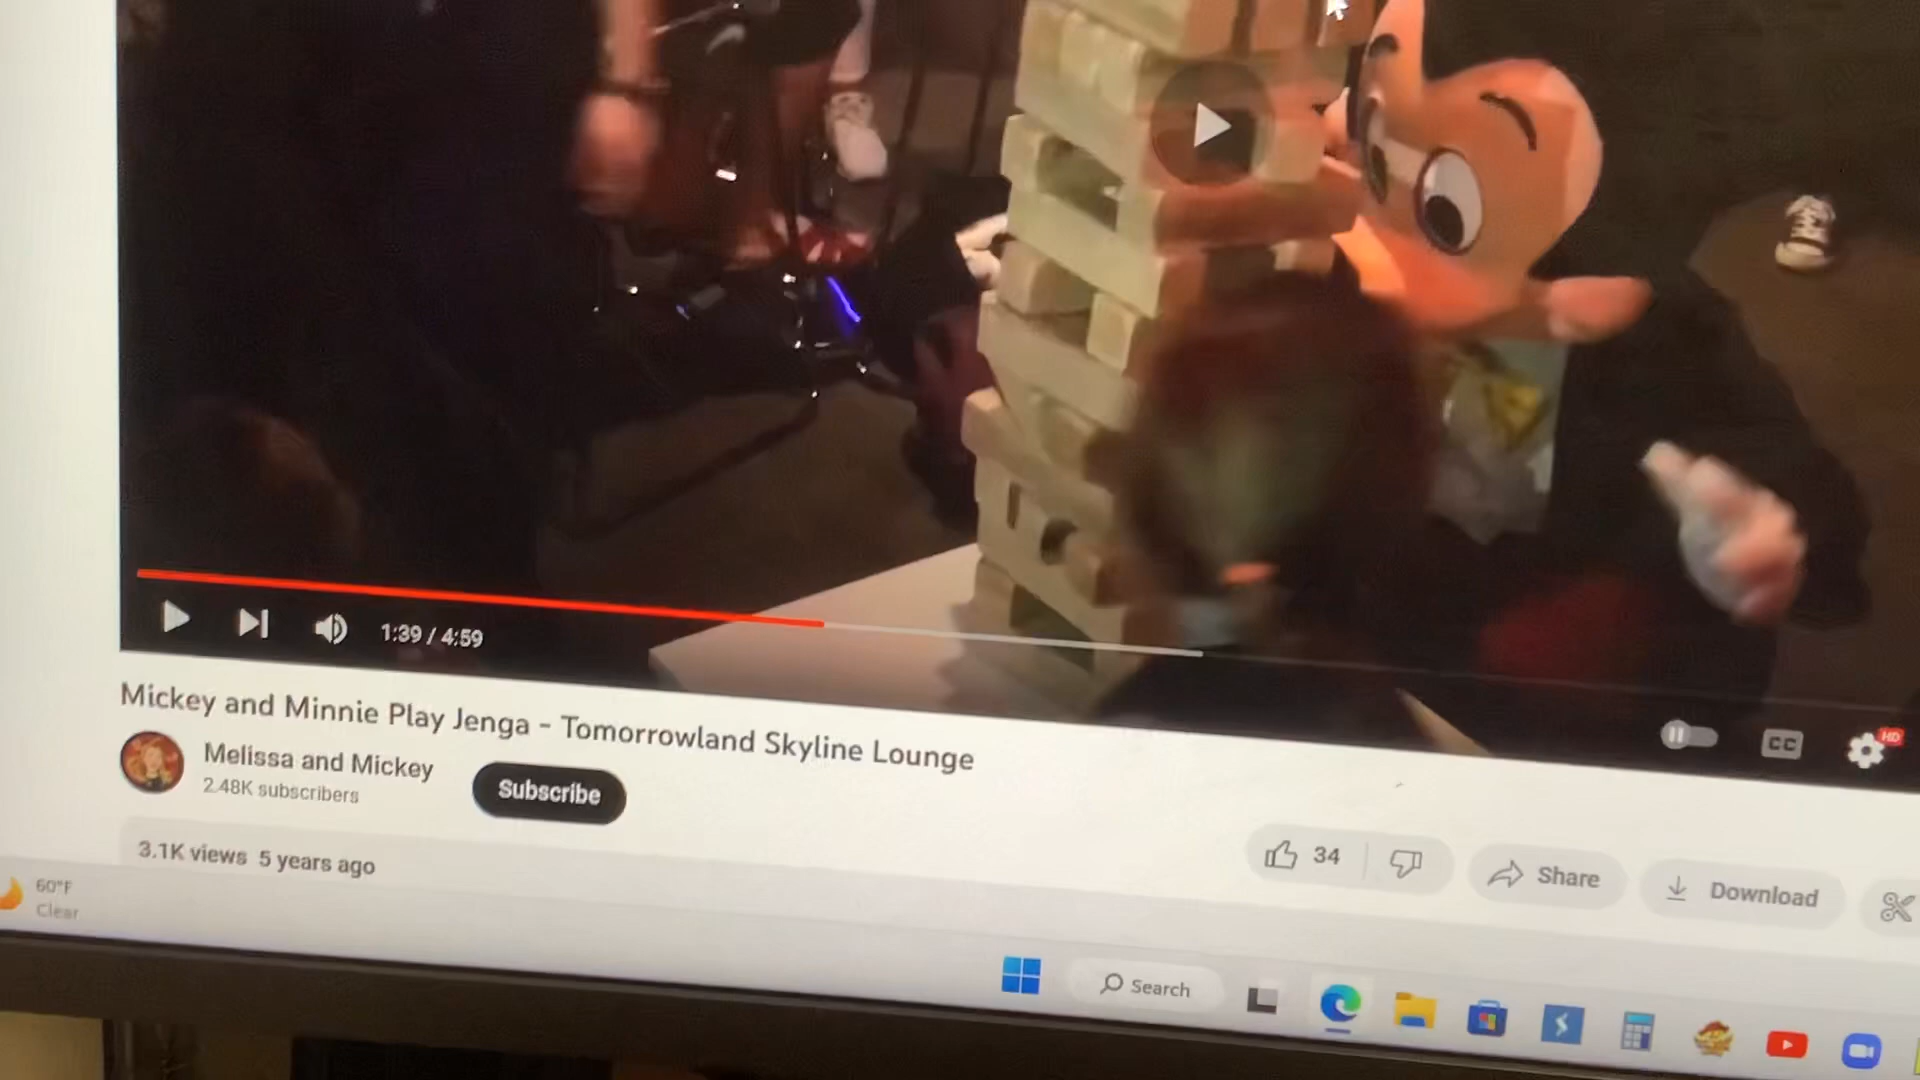 1:39 / 4:59
CC
HD
Mickey and Minnie Play Jenga - Tomorrowland Skyline Lounge
Melissa and Mickey
2.48K subscribers
Subscribe
34
Share
Download
3.1K views 5 years ago
60°F
Clear
Search